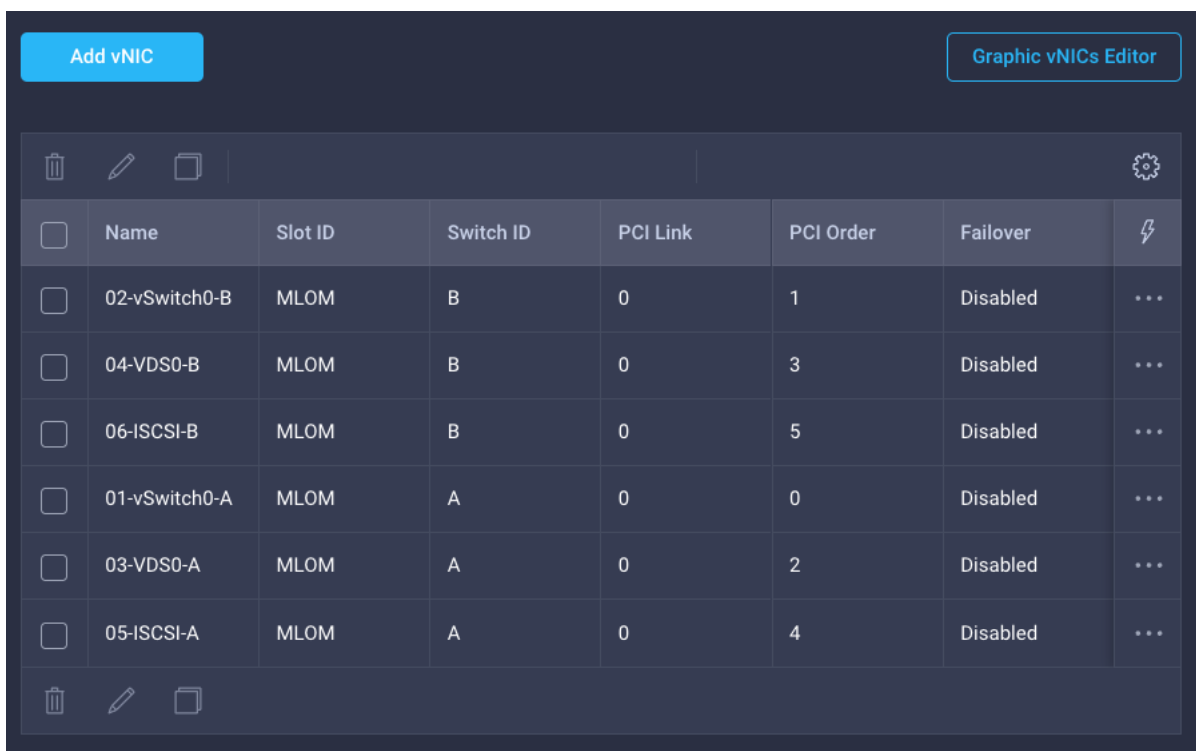 Add vNIC
Graphic vNICs Editor
Name Slot ID Switch ID PCI Link PCI Order Failover
02-vSwitch0-B MLOM B 0 1 Disabled
04-VDS0-B MLOM B 0 3 Disabled
06-ISCSI-B MLOM B 0 5 Disabled
01-vSwitch0-A MLOM A 0 0 Disabled
03-VDS0-A MLOM A 0 2 Disabled
05-ISCSI-A MLOM A 0 4 Disabled